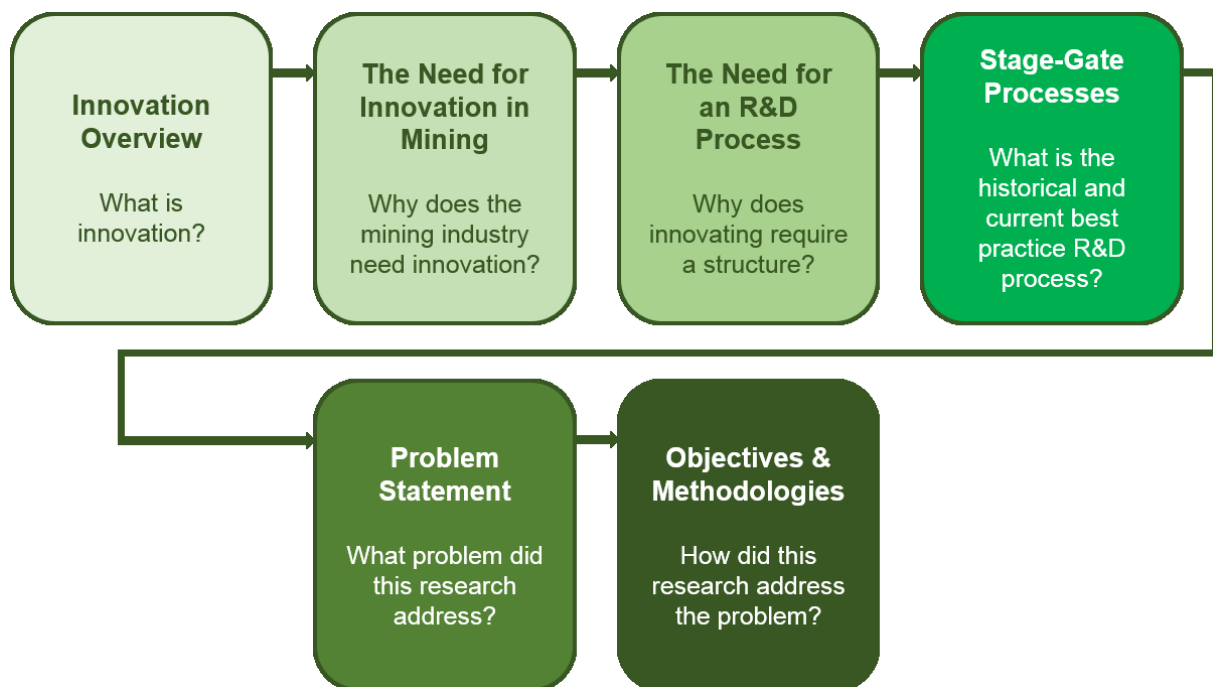 Innovation
Overview
What is
innovation?
The Need for
Innovation in
Mining
Why does the
mining industry
need innovation?
The Need for
an R&D
Process
Why does
innovating require
a structure?
Stage-Gate
Processes
What is the
historical and
current best
practice R&D
process?
Problem
Statement
What problem did
this research
address?
Objectives &
Methodologies
How did this
research address
the problem?